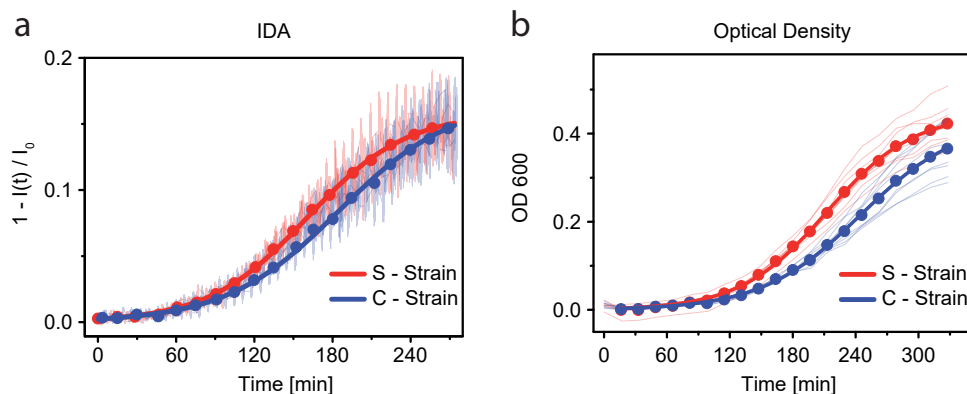 a
IDA
1 - I(t) / I0
0.2
0.1
0.0
S - Strain
C - Strain
0 60 120 180 240
Time [min]
b
Optical Density
OD 600
0.4
0.2
0.0
S - Strain
C - Strain
0 60 120 180 240 300
Time [min]